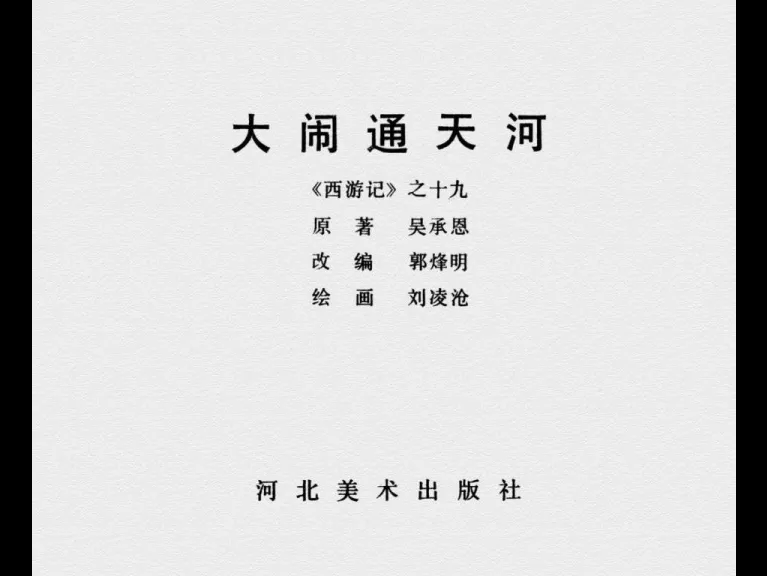 大闹通天河
《西游记》之十九
原 著 吴承恩
改 编 郭烽明
绘 画 刘凌沧
河北美术出版社